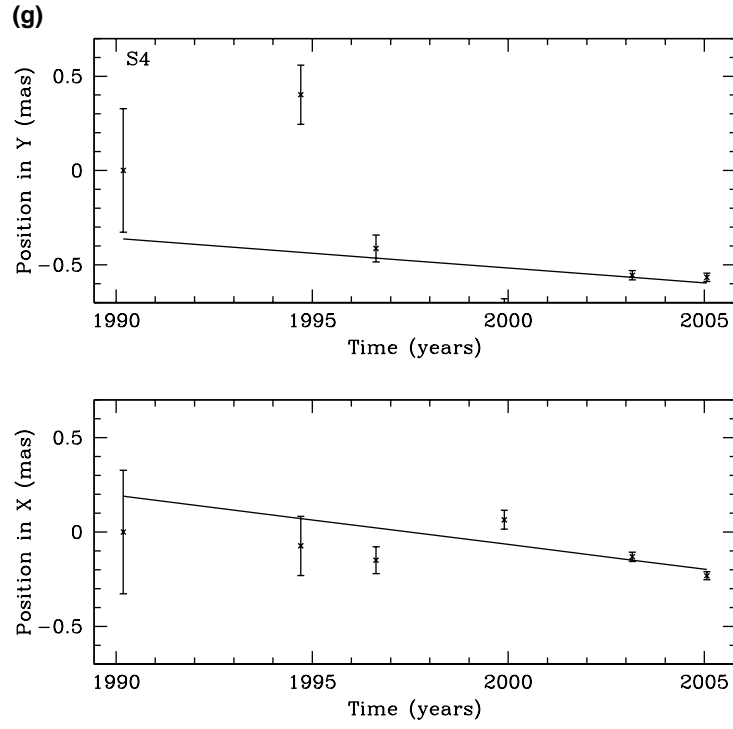 (g)
S4
Position in Y (mas)
0.5
0
−0.5
1990 1995 2000 2005
Time (years)
Position in X (mas)
0.5
0
−0.5
1990 1995 2000 2005
Time (years)